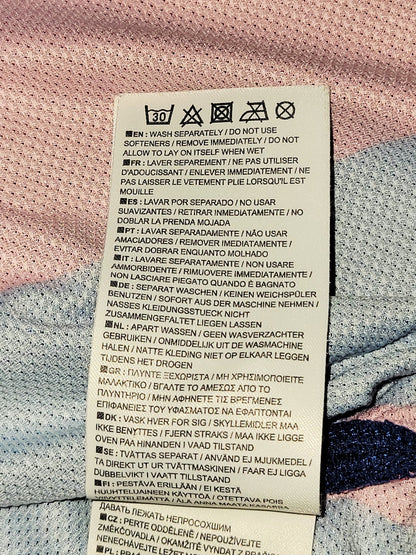 30
EN : WASH SEPARATELY / DO NOT USE
SOFTENERS / REMOVE IMMEDIATELY / DO NOT
ALLOW TO LAY ON ITSELF WHEN WET
FR : LAVER SEPAREMENT / NE PAS UTILISER
D'ADOUCISSANT / ENLEVER IMMEDIATEMENT / NE
PAS LAISSER LE VETEMENT PLIE LORSQU'IL EST
MOUILLE
ES : LAVAR POR SEPARADO / NO USAR
SUAVIZANTES / RETIRAR INMEDIATAMENTE / NO
DOBLAR LA PRENDA MOJADA
PT : LAVAR SEPARADAMENTE / NÃO USAR
AMACIADORES / REMOVER IMEDIATAMENTE /
EVITAR DOBRAR ENQUANTO MOLHADO
IT : LAVARE SEPARATAMENTE / NON USARE
AMMORBIDENTE / RIMUOVERE IMMEDIATAMENTE /
NON LASCIARE PIEGATO QUANDO È BAGNATO
DE : SEPARAT WASCHEN / KEINEN WEICHSPÜLER
BENUTZEN / SOFORT AUS DER MASCHINE NEHMEN /
NASSES KLEIDUNGSSTUECK NICHT
ZUSAMMENGEFALTET LIEGEN LASSEN
NL : APART WASSEN / GEEN WASVERZACHTER
GEBRUIKEN / ONMIDDELIJK UIT DE WASMACHINE
HALEN / NATTE KLEDING NIET OP ELKAAR LEGGEN
TIJDENS HET DROGEN
GR : ΠΛΥΝΤΕ ΞΕΧΩΡΙΣΤΑ / ΜΗ ΧΡΗΣΙΜΟΠΟΙΕΙΤΕ
ΜΑΛΑΚΤΙΚΟ / ΒΓΑΛΤΕ ΤΟ ΑΜΕΣΩΣ ΑΠΟ ΤΟ
ΠΛΥΝΤΗΡΙΟ / ΜΗΝ ΑΦΗΝΕΤΕ ΤΙΣ ΒΡΕΓΜΕΝΕΣ
ΕΠΙΦΑΝΕΙΕΣ ΤΟΥ ΥΦΑΣΜΑΤΟΣ ΝΑ ΕΦΑΠΤΟΝΤΑΙ
DK : VASK HVER FOR SIG / SKYLLEMIDLER MAA
IKKE BENYTTES / FJERN STRAKS / MAA IKKE LIGGE
OVEN PAA HINANDEN I VAAD TILSTAND
SE : TVÄTTAS SEPARAT / ANVÄND EJ MJUKMEDEL /
TA DIREKT UT UR TVÄTTMASKINEN / FAAR EJ LIGGA
DUBBELVIKT I VAATT TILLSTAAND
FI : PESTÄVA ERILLÄAN / EI KESTÄ
HUUHTELUAINEEN KÄYTTÖÄ / OTETTAVA POIS
ДАВАТЬ ЛЕЖАТЬ НЕПРОСОХШИМ
CZ : PERTE ODDĚLENĚ / NEPOUŽÍVEJTE
ZMĚKČOVADLA / OKAMŽITĚ VYNDAT /
NENECHÁVEJTE LEŽET NA
PL :